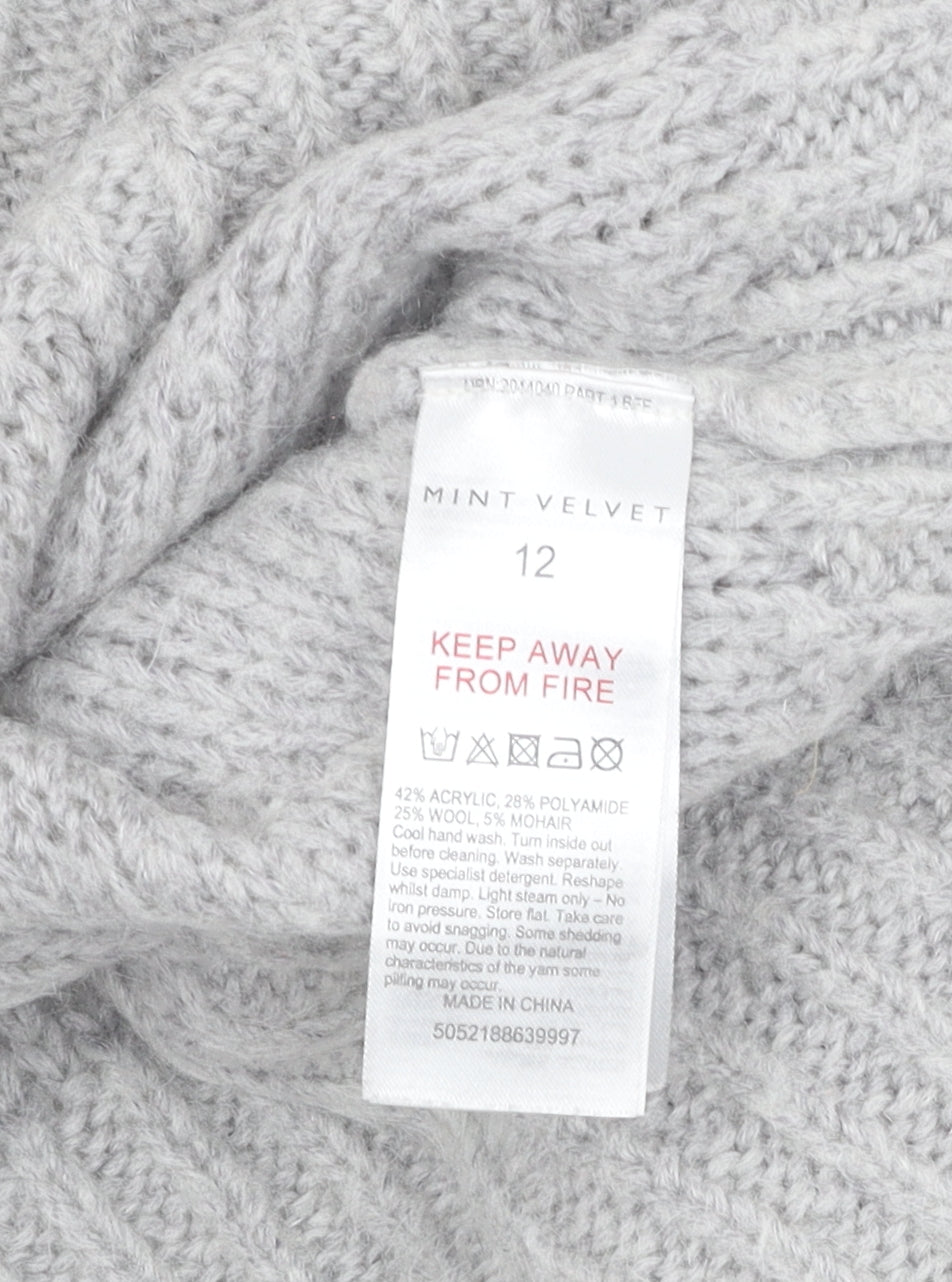 MINT VELVET
12
KEEP AWAY
FROM FIRE
42% ACRYLIC, 28% POLYAMIDE
25% WOOL, 5% MOHAIR
Cool hand wash. Turn inside out
before cleaning. Wash separately.
Use specialist detergent. Reshape
whilst damp. Light steam only – No
iron pressure. Store flat. Take care
to avoid snagging. Some shedding
may occur. Due to the natural
characteristics of the yarn some
pilling may occur.
MADE IN CHINA
5052188639997